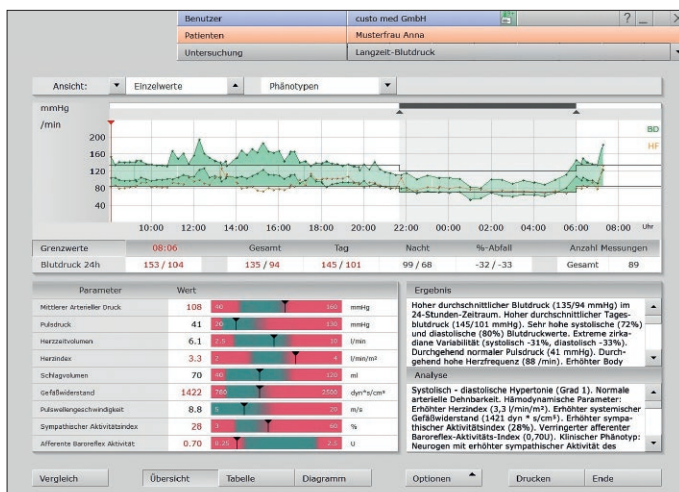 Benutzer custo med GmbH ? _ X
Patienten Musterfrau Anna
Untersuchung Langzeit-Blutdruck
Ansicht: Einzelwerte Phänotypen
mmHg
/min
BD
HF
200
160
120
80
40
10:00 12:00 14:00 16:00 18:00 20:00 22:00 00:00 02:00 04:00 06:00 08:00 Uhr
Grenzwerte 08:06 Gesamt Tag Nacht %-Abfall Anzahl Messungen
Blutdruck 24h 153 / 104 135 / 94 145 / 101 99 / 68 -32 / -33 Gesamt 89
Parameter Wert
Mittlerer Arterieller Druck 108 40 160 mmHg
Pulsdruck 41 20 130 mmHg
Herzzeitvolumen 6.1 2.5 10 l/min
Herzindex 3.3 2 4 l/min/m²
Schlagvolumen 70 40 120 ml
Gefäßwiderstand 1422 780 2500 dyn*s/cm⁵
Pulswellengeschwindigkeit 8.8 5 20 m/s
Sympathischer Aktivitätsindex 28 3 60 %
Afferente Baroreflex Aktivität 0.70 0.25 2.5 U
Ergebnis
Hoher durchschnittlicher Blutdruck (135/94 mmHg) im
24-Stunden-Zeitraum. Hoher durchschnittlicher Tages-
blutdruck (145/101 mmHg). Sehr hohe systolische (72%)
und diastolische (80%) Blutdruckwerte. Extreme zirka-
diane Variabilität (systolisch -31%, diastolisch -33%).
Durchgehend normaler Pulsdruck (41 mmHg). Durch-
gehend hohe Herzfrequenz (88 /min). Erhöhter Body
Analyse
Systolisch - diastolische Hypertonie (Grad 1). Normale
arterielle Dehnbarkeit. Hämodynamische Parameter:
Erhöhter Herzindex (3,3 l/min/m²). Erhöhter systemischer
Gefäßwiderstand (1421 dyn * s/cm⁵). Erhöhter sympa-
thischer Aktivitätsindex (28%). Verringerter afferenter
Baroreflex-Aktivitäts-Index (0,70U). Klinischer Phänotyp:
Neurogen mit erhöhter sympathischer Aktivität des
Vergleich Übersicht Tabelle Diagramm Optionen Drucken Ende